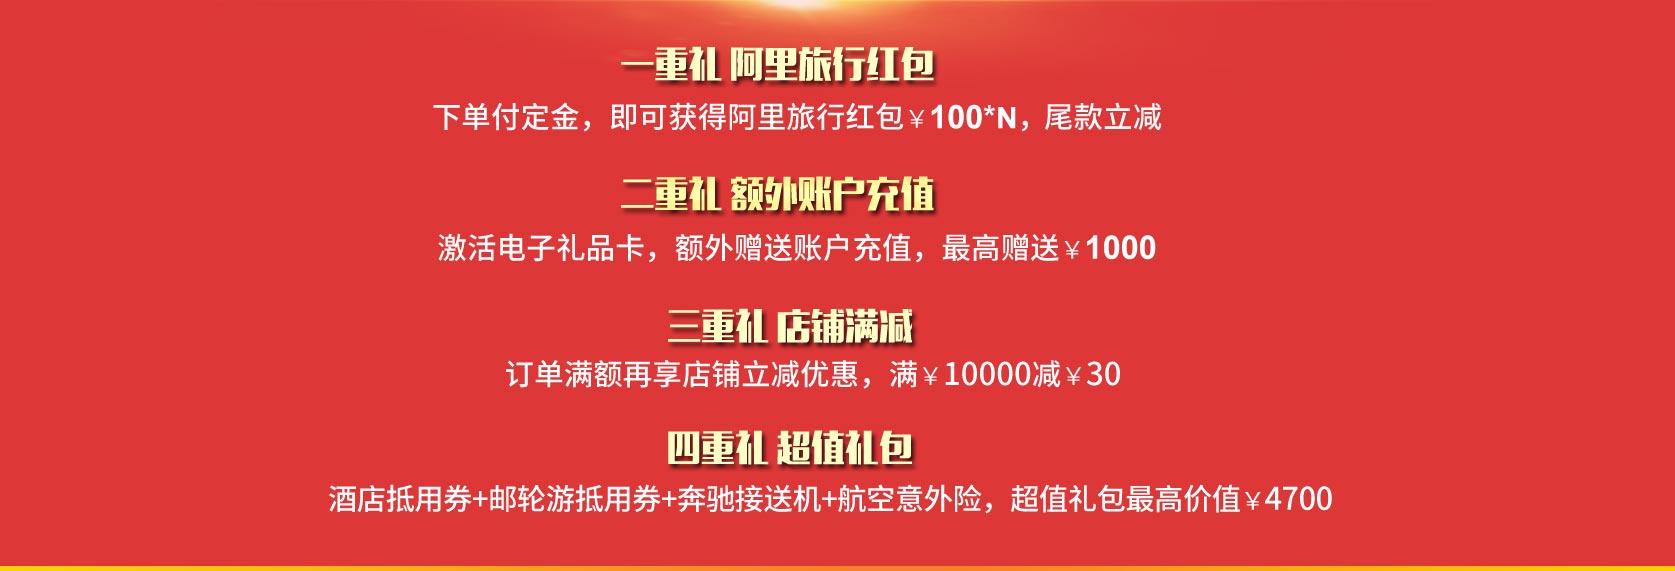 一重礼 阿里旅行红包
下单付定金，即可获得阿里旅行红包￥100*N，尾款立减
二重礼 额外账户充值
激活电子礼品卡，额外赠送账户充值，最高赠送￥1000
三重礼 店铺满减
订单满额再享店铺立减优惠，满￥10000减￥30
四重礼 超值礼包
酒店抵用券+邮轮游抵用券+奔驰接送机+航空意外险，超值礼包最高价值￥4700